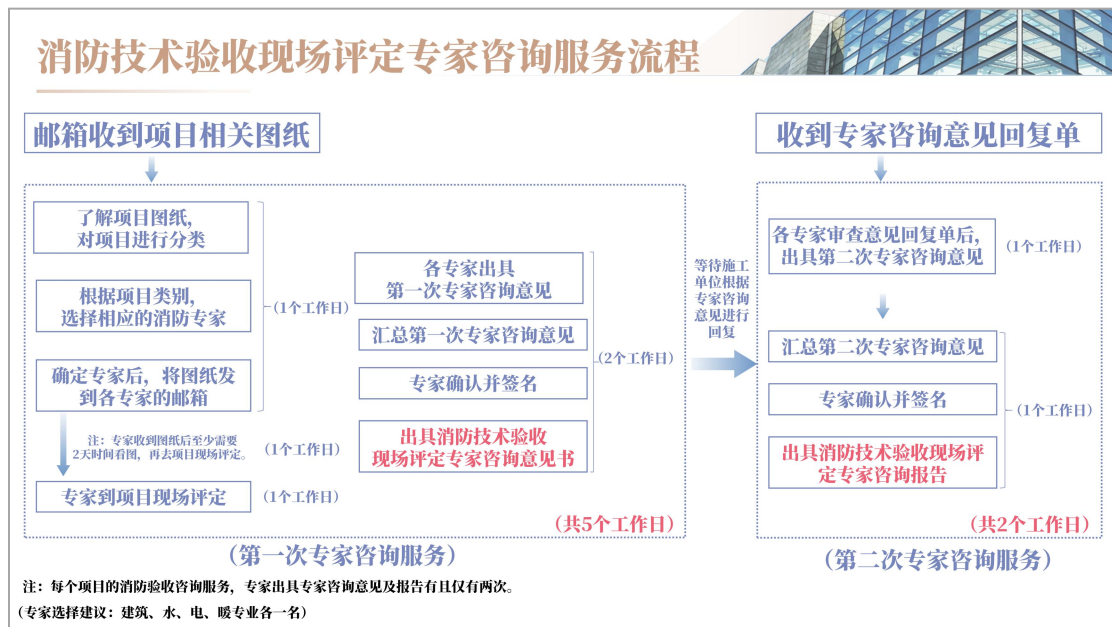 消防技术验收现场评定专家咨询服务流程
邮箱收到项目相关图纸
了解项目图纸,
对项目进行分类
根据项目类别,
选择相应的消防专家
确定专家后，将图纸发
到各专家的邮箱
（1个工作日）
注：专家收到图纸后至少需要
2天时间看图，再去项目现场评定。
（1个工作日）
专家到项目现场评定
（1个工作日）
各专家出具
第一次专家咨询意见
汇总第一次专家咨询意见
专家确认并签名
出具消防技术验收
现场评定专家咨询意见书
（2个工作日）
（共5个工作日）
（第一次专家咨询服务）
等待施工
单位根据
专家咨询
意见进行
回复
收到专家咨询意见回复单
各专家审查意见回复单后,
出具第二次专家咨询意见
（1个工作日）
汇总第二次专家咨询意见
专家确认并签名
出具消防技术验收现场评
定专家咨询报告
（1个工作日）
（共2个工作日）
（第二次专家咨询服务）
注：每个项目的消防验收咨询服务，专家出具专家咨询意见及报告有且仅有两次。
（专家选择建议：建筑、水、电、暖专业各一名）